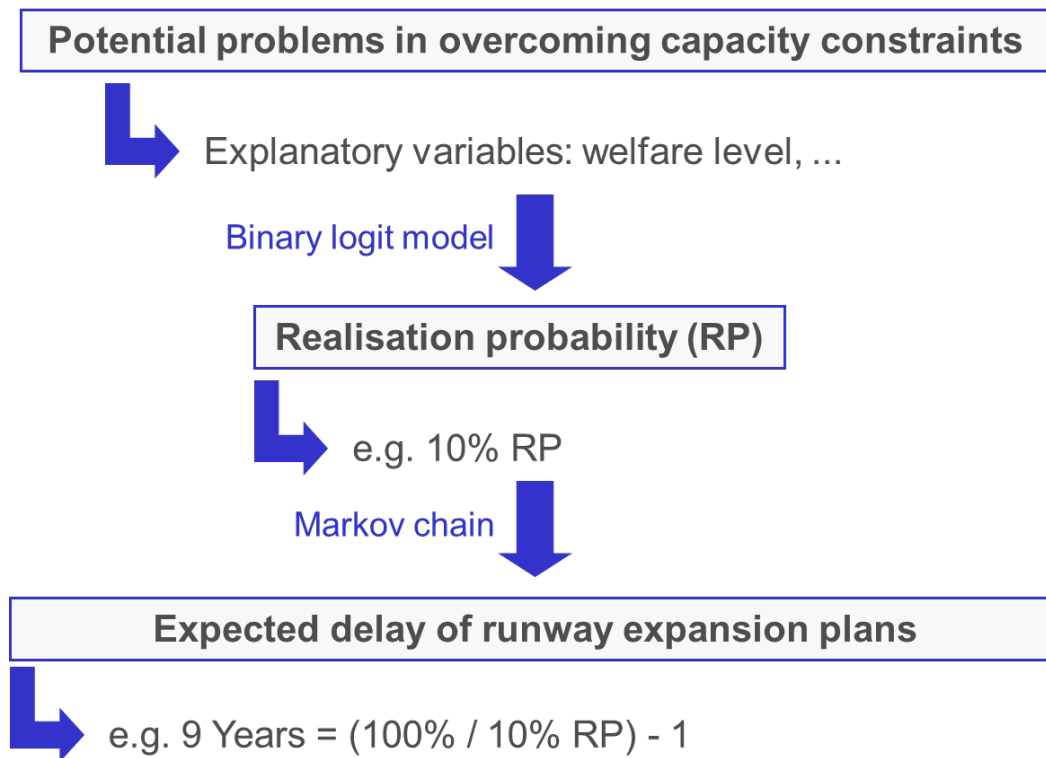 Potential problems in overcoming capacity constraints
Explanatory variables: welfare level, ...
Binary logit model
Realisation probability (RP)
e.g. 10% RP
Markov chain
Expected delay of runway expansion plans
e.g. 9 Years = (100% / 10% RP) - 1